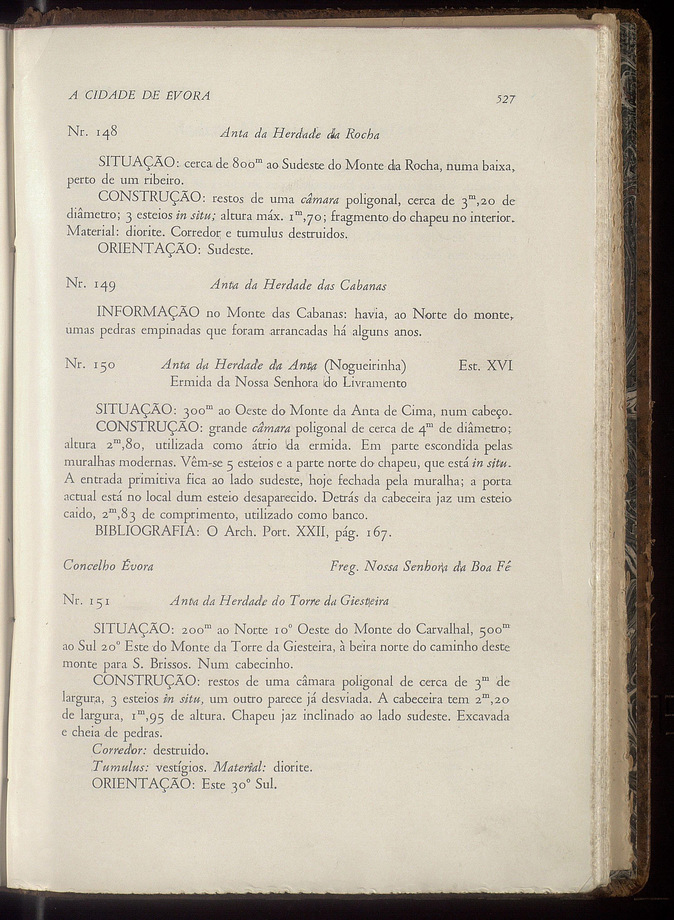 A CIDADE DE ÉVORA 527
Nr. 148 Anta da Herdade da Rocha
SITUAÇÃO: cerca de 800m ao Sudeste do Monte da Rocha, numa baixa,
perto de um ribeiro.
CONSTRUÇÃO: restos de uma câmara poligonal, cerca de 3m,20 de
diâmetro; 3 esteios in situ; altura máx. 1m,70; fragmento do chapeu no interior.
Material: diorite. Corredor e tumulus destruidos.
ORIENTAÇÃO: Sudeste.
Nr. 149 Anta da Herdade das Cabanas
INFORMAÇÃO no Monte das Cabanas: havia, ao Norte do monte,
umas pedras empinadas que foram arrancadas há alguns anos.
Nr. 150 Anta da Herdade da Anta (Nogueirinha) Est. XVI
Ermida da Nossa Senhora do Livramento
SITUAÇÃO: 300m ao Oeste do Monte da Anta de Cima, num cabeço.
CONSTRUÇÃO: grande câmara poligonal de cerca de 4m de diâmetro;
altura 2m,80, utilizada como átrio da ermida. Em parte escondida pelas
muralhas modernas. Vêm-se 5 esteios e a parte norte do chapeu, que está in situ.
A entrada primitiva fica ao lado sudeste, hoje fechada pela muralha; a porta
actual está no local dum esteio desaparecido. Detrás da cabeceira jaz um esteio
caido, 2m,83 de comprimento, utilizado como banco.
BIBLIOGRAFIA: O Arch. Port. XXII, pág. 167.
Concelho Évora Freg. Nossa Senhora da Boa Fé
Nr. 151 Anta da Herdade do Torre da Giesteira
SITUAÇÃO: 200m ao Norte 10° Oeste do Monte do Carvalhal, 500m
ao Sul 20° Este do Monte da Torre da Giesteira, à beira norte do caminho deste
monte para S. Brissos. Num cabecinho.
CONSTRUÇÃO: restos de uma câmara poligonal de cerca de 3m de
largura, 3 esteios in situ, um outro parece já desviada. A cabeceira tem 2m,20
de largura, 1m,95 de altura. Chapeu jaz inclinado ao lado sudeste. Excavada
e cheia de pedras.
Corredor: destruido.
Tumulus: vestígios. Material: diorite.
ORIENTAÇÃO: Este 30° Sul.